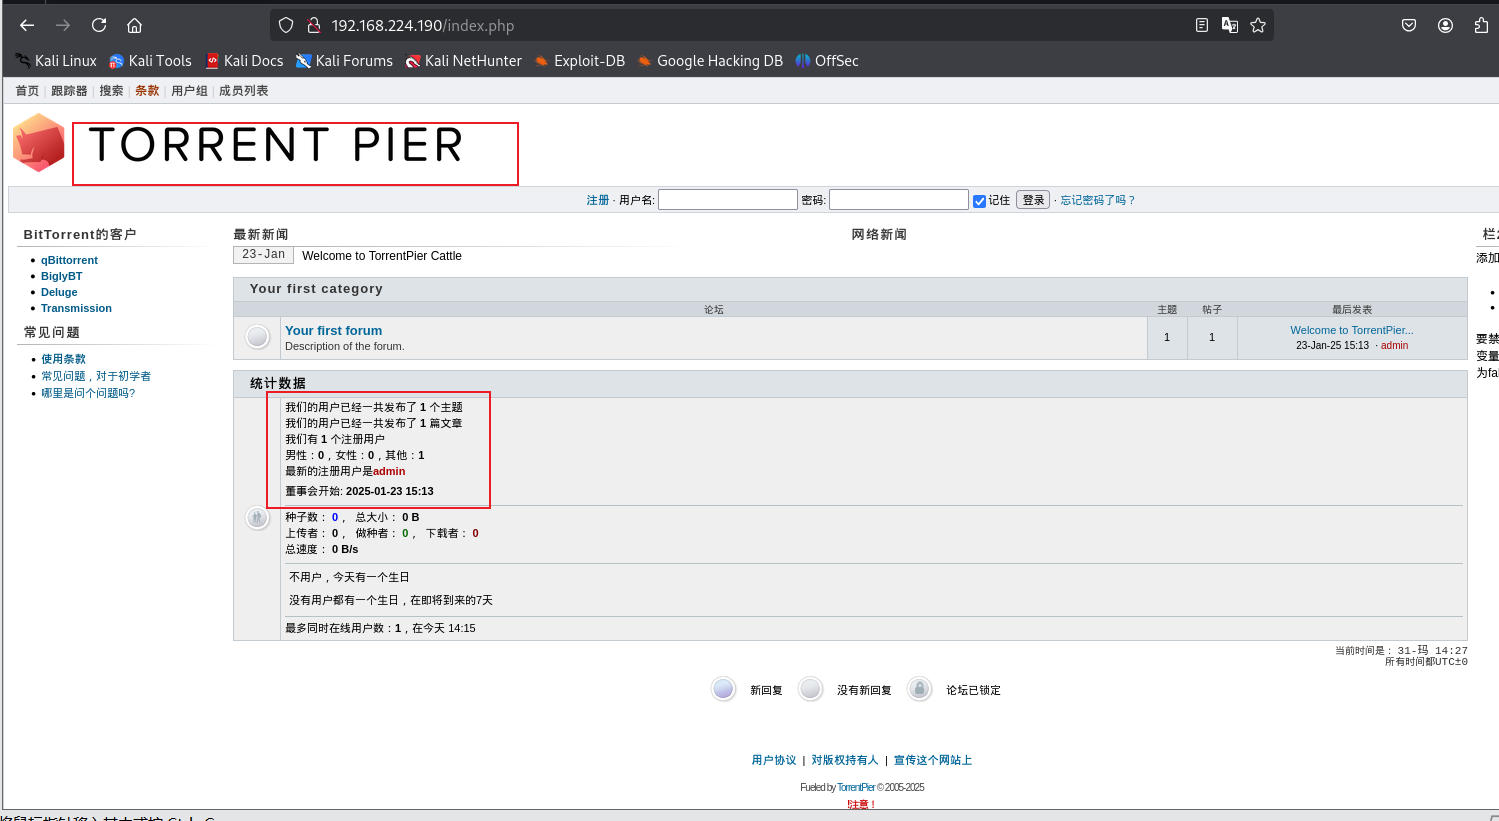 192.168.224.190/index.php
Kali Linux Kali Tools Kali Docs Kali Forums Kali NetHunter Exploit-DB Google Hacking DB OffSec
首页 | 跟踪器 | 搜索 | 条款 | 用户组 | 成员列表
TORRENT PIER
注册 · 用户名: 密码: 记住 登录 · 忘记密码了吗？
BitTorrent的客户
qBittorrent
BiglyBT
Deluge
Transmission
常见问题
使用条款
常见问题，对于初学者
哪里是问个问题吗?
最新新闻
23-Jan Welcome to TorrentPier Cattle
网络新闻
Your first category
论坛 主题 帖子 最后发表
Your first forum
Description of the forum.
1 1
Welcome to TorrentPier...
23-Jan-25 15:13 · admin
统计数据
我们的用户已经一共发布了 1 个主题
我们的用户已经一共发布了 1 篇文章
我们有 1 个注册用户
男性：0，女性：0，其他：1
最新的注册用户是admin
董事会开始: 2025-01-23 15:13
种子数： 0， 总大小： 0 B
上传者： 0， 做种者： 0， 下载者： 0
总速度： 0 B/s
不用户，今天有一个生日
没有用户都有一个生日，在即将到来的7天
最多同时在线用户数：1，在今天 14:15
当前时间是： 31-玛 14:27
所有时间都UTC±0
新回复 没有新回复 论坛已锁定
用户协议 | 对版权持有人 | 宣传这个网站上
Fueled by TorrentPier © 2005-2025
!注意！
添加
要禁
变量
为fal